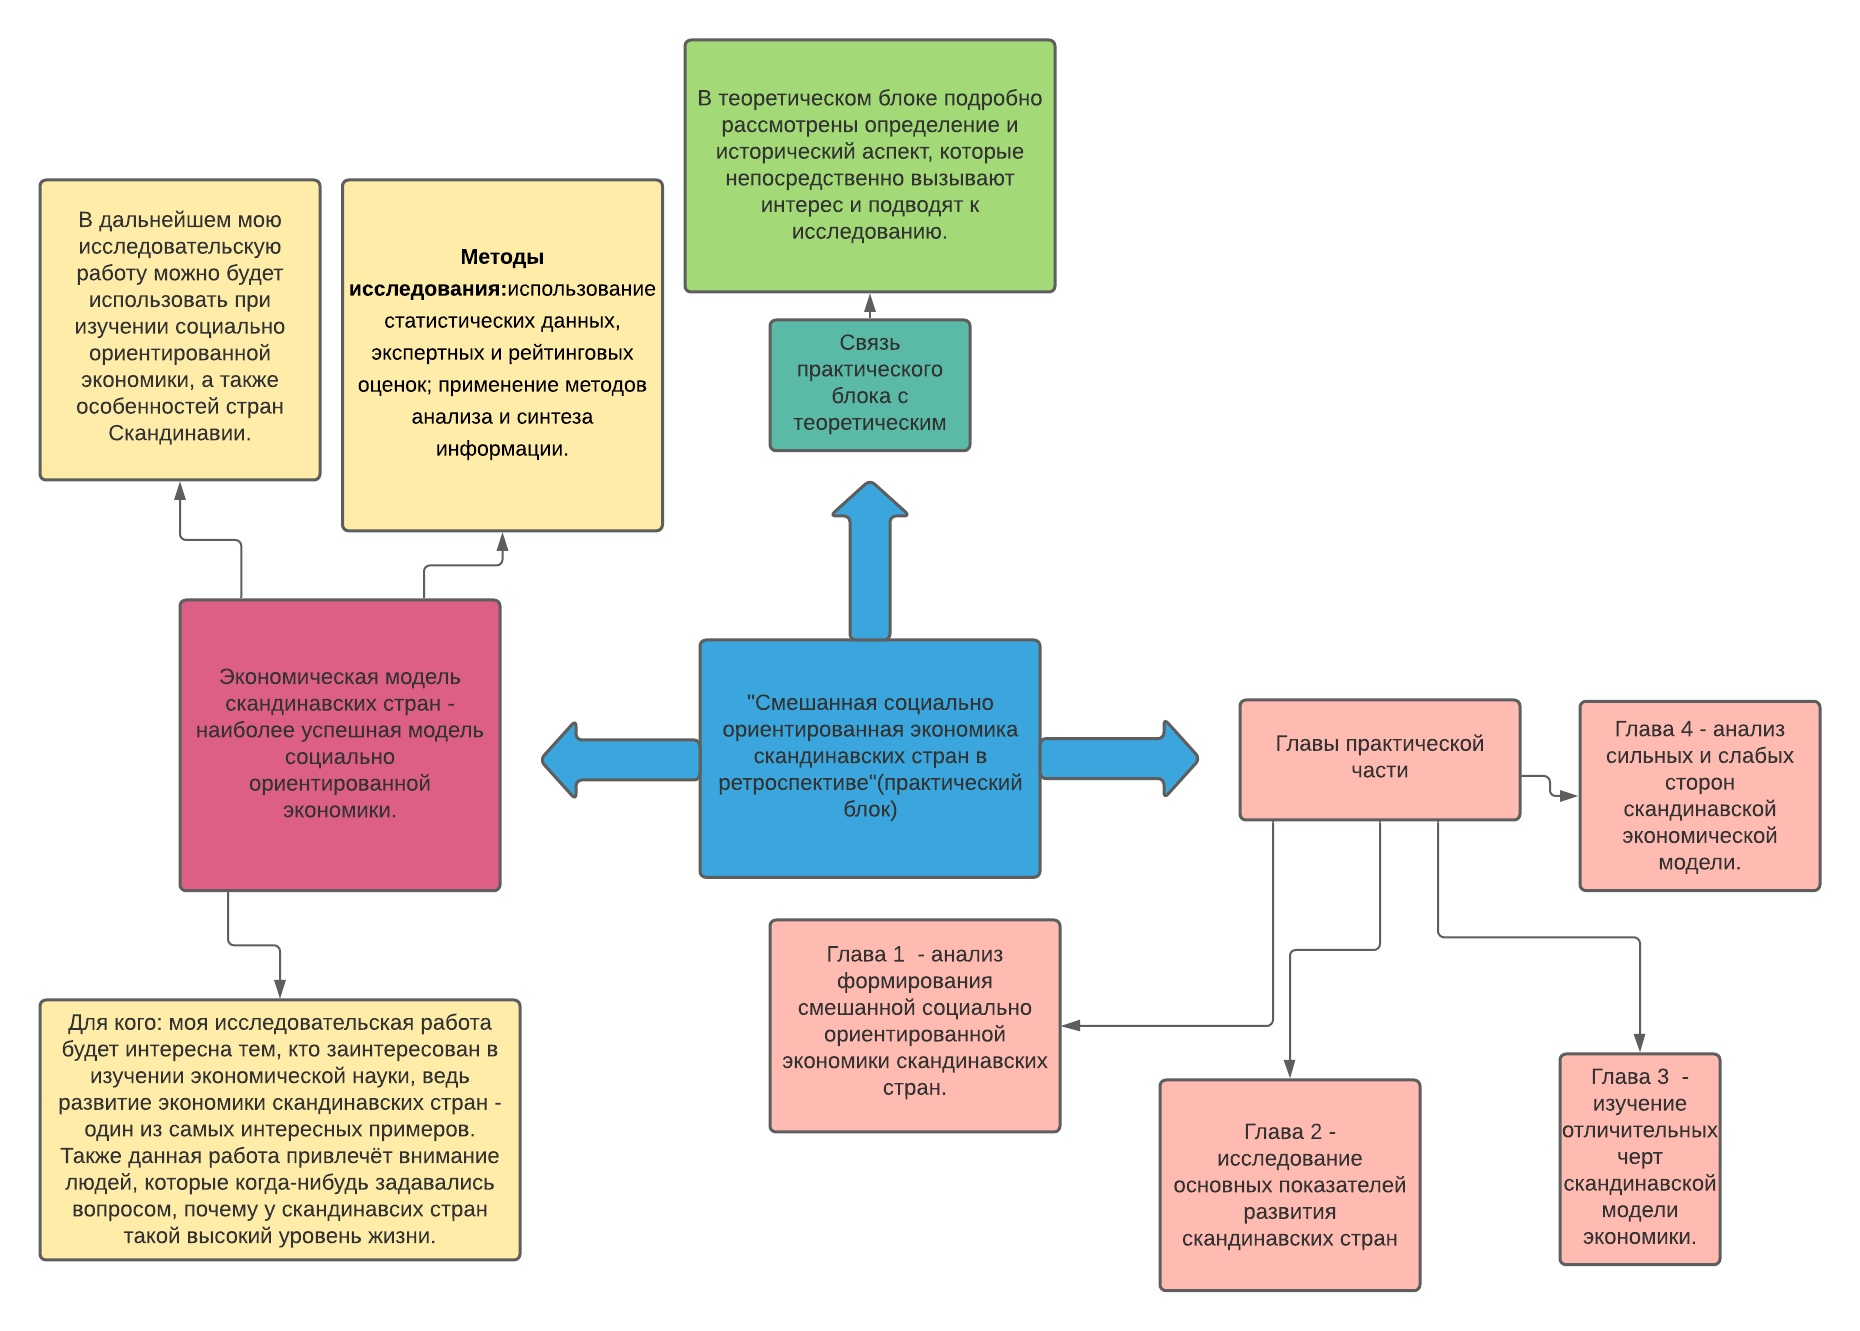 В теоретическом блоке подробно
рассмотрены определение и
исторический аспект, которые
непосредственно вызывают
интерес и подводят к
исследованию.
В дальнейшем мою
исследовательскую
работу можно будет
использовать при
изучении социально
ориентированной
экономики, а также
особенностей стран
Скандинавии.
Методы
исследования:использование
статистических данных,
экспертных и рейтинговых
оценок; применение методов
анализа и синтеза
информации.
Связь
практического
блока с
теоретическим
Экономическая модель
скандинавских стран -
наиболее успешная модель
социально
ориентированной
экономики.
"Смешанная социально
ориентированная экономика
скандинавских стран в
ретроспективе"(практический
блок)
Главы практической
части
Глава 4 - анализ
сильных и слабых
сторон
скандинавской
экономической
модели.
Глава 1  - анализ
формирования
смешанной социально
ориентированной
экономики скандинавских
стран.
Для кого: моя исследовательская работа
будет интересна тем, кто заинтересован в
изучении экономической науки, ведь
развитие экономики скандинавских стран -
один из самых интересных примеров.
Также данная работа привлечёт внимание
людей, которые когда-нибудь задавались
вопросом, почему у скандинавсих стран
такой высокий уровень жизни.
Глава 2 -
исследование
основных показателей
развития
скандинавских стран
Глава 3  -
изучение
отличительных
черт
скандинавской
модели
экономики.